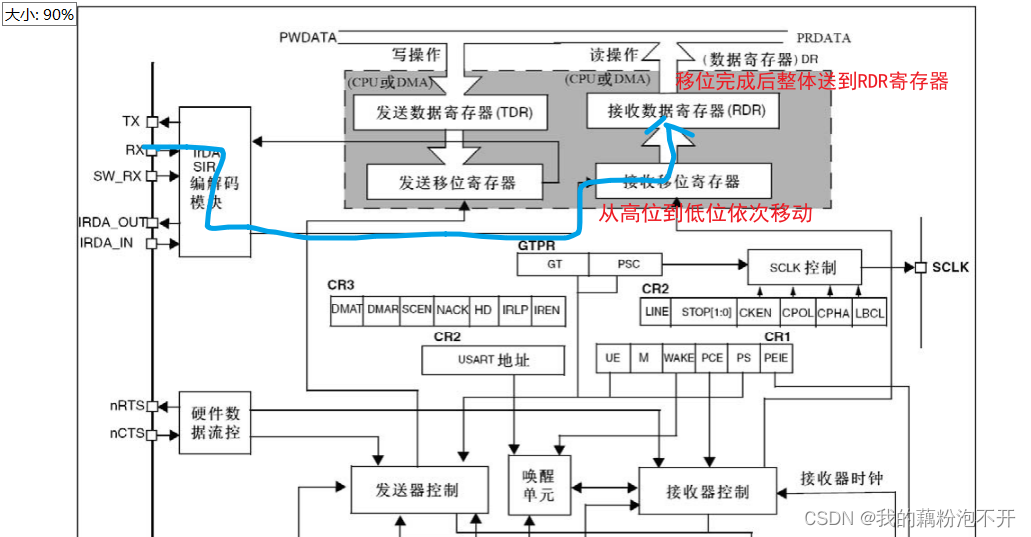 大小: 90%
PWDATA
PRDATA
写操作
读操作
(数据寄存器)DR
(CPU或DMA)
(CPU或DMA)
移位完成后整体送到RDR寄存器
发送数据寄存器(TDR)
接收数据寄存器(RDR)
TX
RX
SW_RX
IRDA_OUT
IRDA_IN
IrDA
SIR
编解码
模块
发送移位寄存器
接收移位寄存器
从高位到低位依次移动
GTPR
GT
PSC
SCLK控制
SCLK
CR3
DMAT
DMAR
SCEN
NACK
HD
IRLP
IREN
CR2
LINE
STOP[1:0]
CKEN
CPOL
CPHA
LBCL
CR2
USART 地址
CR1
UE
M
WAKE
PCE
PS
PEIE
nRTS
nCTS
硬件数
据流控
发送器控制
唤醒
单元
接收器控制
接收器时钟
CSDN @我的藕粉泡不开